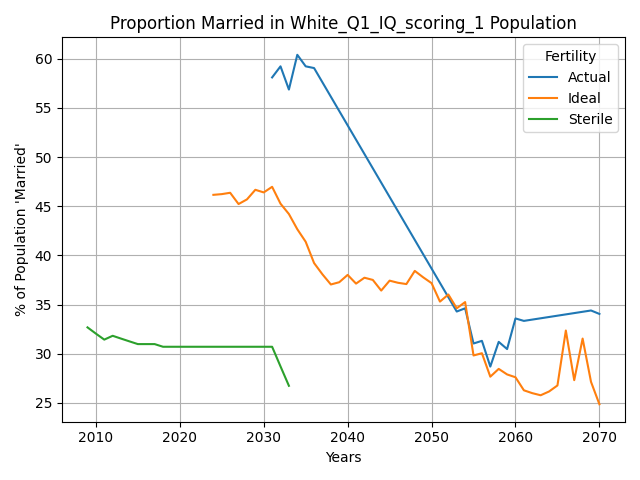 Proportion Married in White_Q1_IQ_scoring_1 Population
% of Population 'Married'
60
55
50
45
40
35
30
25
Fertility
Actual
Ideal
Sterile
2010 2020 2030 2040 2050 2060 2070
Years